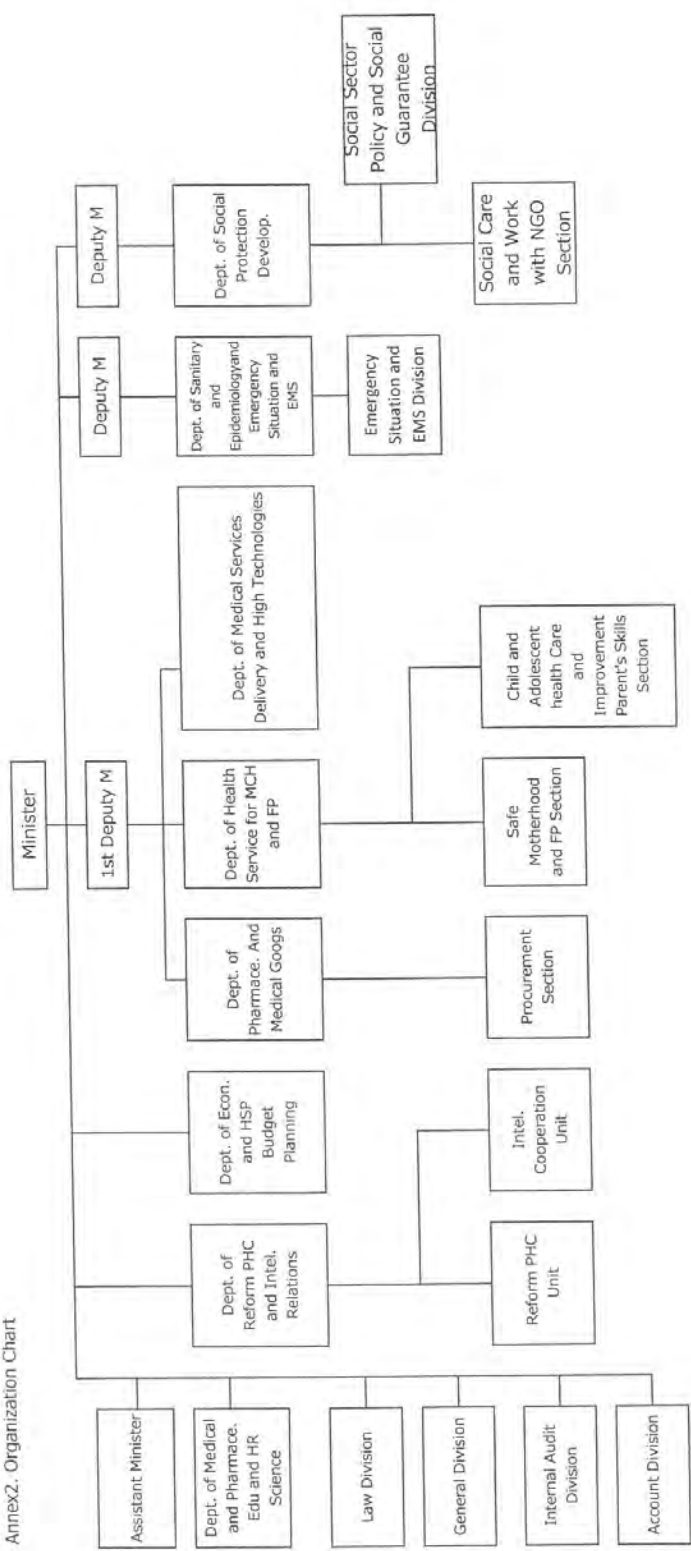 Annex2. Organization Chart
Minister
1st Deputy M
Deputy M
Deputy M
Assistant Minister
Dept. of Medical
and Pharmace.
Edu and HR
Science
Law Division
General Division
Internal Audit
Division
Account Division
Dept. of
Reform PHC
and Intel.
Relations
Dept. of Econ.
and HSP
Budget
Planning
Dept. of
Pharmace. And
Medical Googs
Dept. of Health
Service for MCH
and FP
Dept. of Medical Services
Delivery and High Technologies
Dept. of Sanitary
and
Epidemiologyand
Emergency
Situation and
EMS
Dept. of Social
Protection
Develop.
Reform PHC
Unit
Intel.
Cooperation
Unit
Procurement
Section
Safe
Motherhood
and FP Section
Child and
Adolescent
health Care
and
Improvement
Parent's Skills
Section
Emergency
Situation and
EMS Division
Social Sector
Policy and Social
Guarantee
Division
Social Care
and Work
with NGO
Section